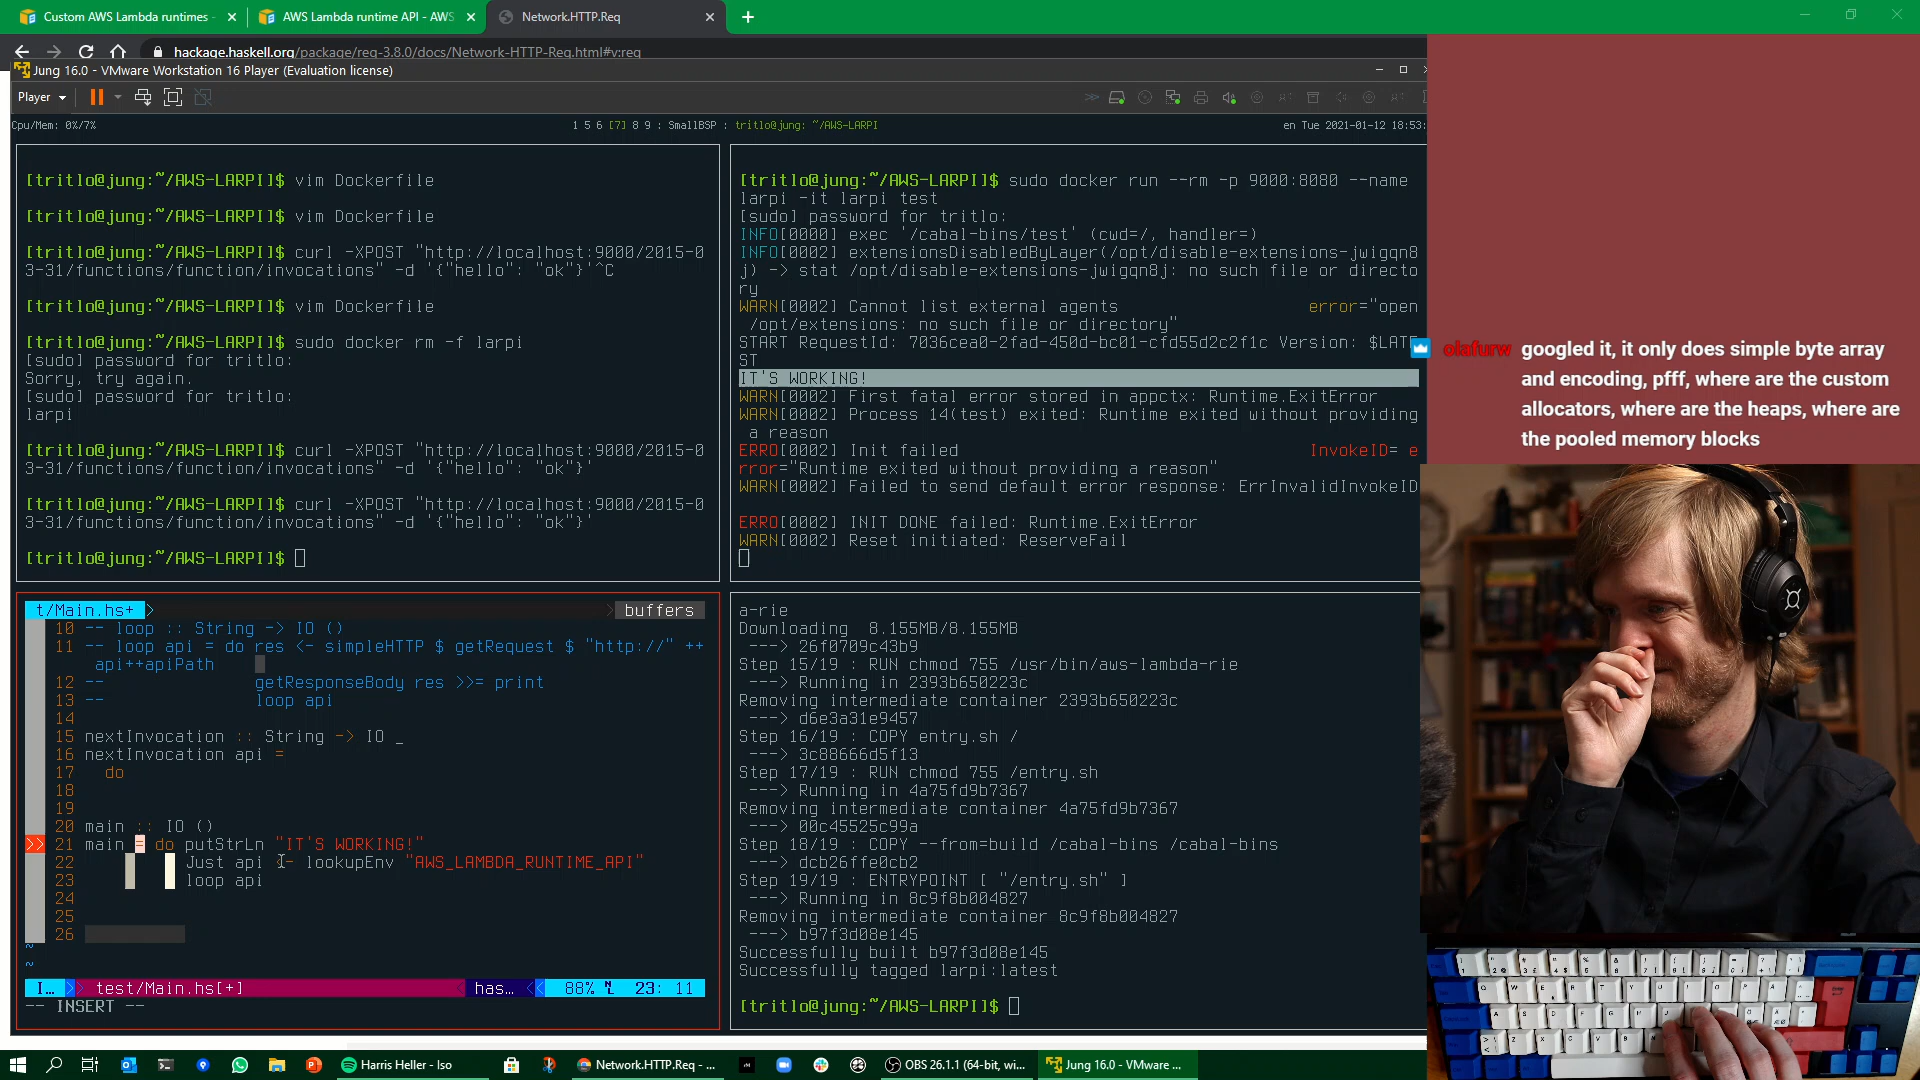 Custom AWS Lambda runtimes -
AWS Lambda runtime API - AWS
Network.HTTP.Req
hackage.haskell.org/package/req-3.8.0/docs/Network-HTTP-Req.html#v:req
Jung 16.0 - VMware Workstation 16 Player (Evaluation license)
Player
Cpu/Mem: 0%/7%
1 5 6 [7] 8 9 : SmallBSP : tritlo@jung: ~/AWS-LARPI
en Tue 2021-01-12 18:53:
[tritlo@jung:~/AWS-LARPI]$ vim Dockerfile
[tritlo@jung:~/AWS-LARPI]$ vim Dockerfile
[tritlo@jung:~/AWS-LARPI]$ curl -XPOST "http://localhost:9000/2015-0
3-31/functions/function/invocations" -d '{"hello": "ok"}'^C
[tritlo@jung:~/AWS-LARPI]$ vim Dockerfile
[tritlo@jung:~/AWS-LARPI]$ sudo docker rm -f larpi
[sudo] password for tritlo:
Sorry, try again.
[sudo] password for tritlo:
larpi
[tritlo@jung:~/AWS-LARPI]$ curl -XPOST "http://localhost:9000/2015-0
3-31/functions/function/invocations" -d '{"hello": "ok"}'
[tritlo@jung:~/AWS-LARPI]$ curl -XPOST "http://localhost:9000/2015-0
3-31/functions/function/invocations" -d '{"hello": "ok"}'
[tritlo@jung:~/AWS-LARPI]$
[tritlo@jung:~/AWS-LARPI]$ sudo docker run --rm -p 9000:8080 --name
larpi -it larpi test
[sudo] password for tritlo:
INFO[0000] exec '/cabal-bins/test' (cwd=/, handler=)
INFO[0002] extensionsDisabledByLayer(/opt/disable-extensions-jwigqn8
j) -> stat /opt/disable-extensions-jwigqn8j: no such file or directo
ry
WARN[0002] Cannot list external agents error="open
/opt/extensions: no such file or directory"
START RequestId: 7036cea0-2fad-450d-bc01-cfd55d2c2f1c Version: $LATE
ST
IT'S WORKING!
WARN[0002] First fatal error stored in appctx: Runtime.ExitError
WARN[0002] Process 14(test) exited: Runtime exited without providing
a reason
ERRO[0002] Init failed InvokeID= e
rror="Runtime exited without providing a reason"
WARN[0002] Failed to send default error response: ErrInvalidInvokeID
ERRO[0002] INIT DONE failed: Runtime.ExitError
WARN[0002] Reset initiated: ReserveFail
olafurw googled it, it only does simple byte array
and encoding, pfff, where are the custom
allocators, where are the heaps, where are
the pooled memory blocks
t/Main.hs+ buffers
10 -- loop :: String -> IO ()
11 -- loop api = do res <- simpleHTTP $ getRequest $ "http://" ++
api++apiPath
12 -- getResponseBody res >>= print
13 -- loop api
14
15 nextInvocation :: String -> IO _
16 nextInvocation api =
17 do
18
19
20 main :: IO ()
>> 21 main = do putStrLn "IT'S WORKING!"
22 Just api <- lookupEnv "AWS_LAMBDA_RUNTIME_API"
23 loop api
24
25
26
~
~
I… test/Main.hs[+] has… 88% 23: 11
-- INSERT --
a-rie
Downloading 8.155MB/8.155MB
---> 26f0709c43b9
Step 15/19 : RUN chmod 755 /usr/bin/aws-lambda-rie
---> Running in 2393b650223c
Removing intermediate container 2393b650223c
---> d6e3a31e9457
Step 16/19 : COPY entry.sh /
---> 3c88666d5f13
Step 17/19 : RUN chmod 755 /entry.sh
---> Running in 4a75fd9b7367
Removing intermediate container 4a75fd9b7367
---> 00c45525c99a
Step 18/19 : COPY --from=build /cabal-bins /cabal-bins
---> dcb26ffe0cb2
Step 19/19 : ENTRYPOINT [ "/entry.sh" ]
---> Running in 8c9f8b004827
Removing intermediate container 8c9f8b004827
---> b97f3d08e145
Successfully built b97f3d08e145
Successfully tagged larpi:latest
[tritlo@jung:~/AWS-LARPI]$
Harris Heller - Iso
Network.HTTP.Req - ...
OBS 26.1.1 (64-bit, wi...
Jung 16.0 - VMware ...